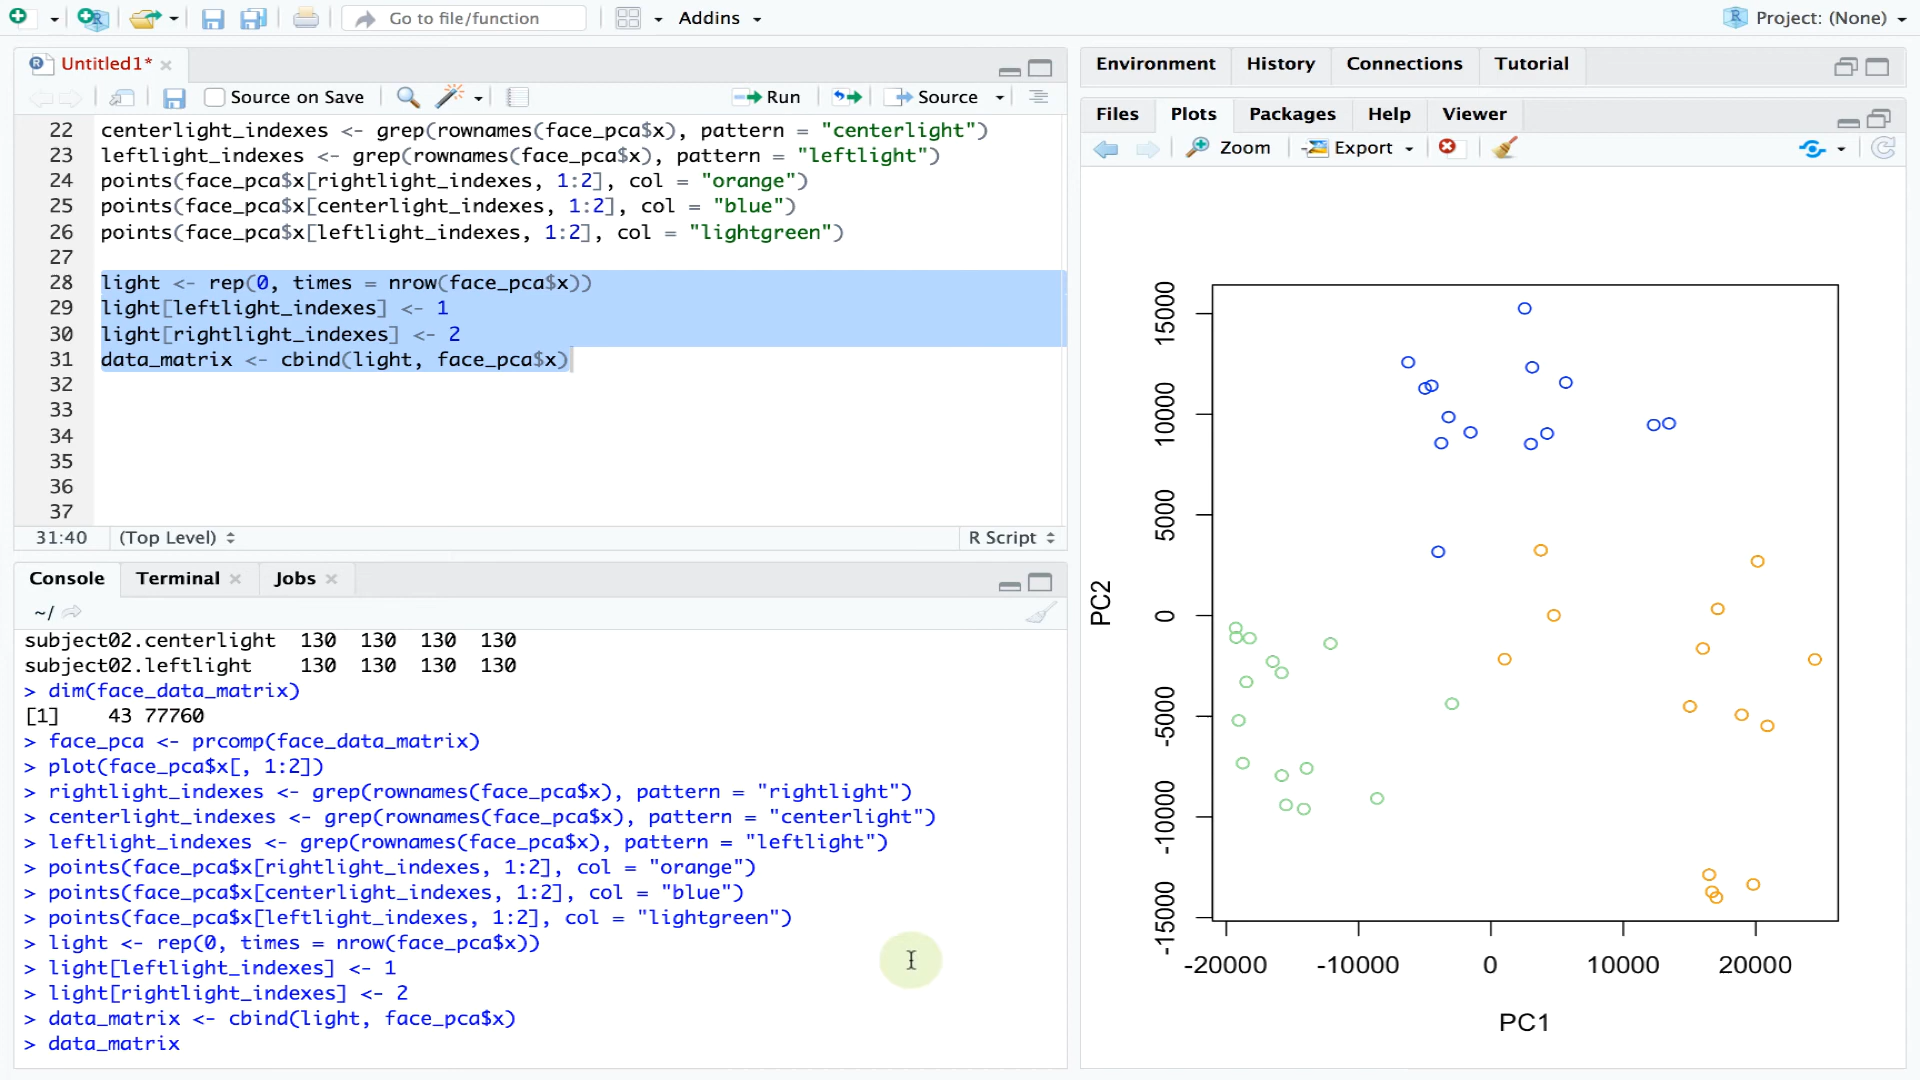 Go to file/function
Addins
Project: (None)
Untitled1*
Source on Save
Run
Source
22 centerlight_indexes <- grep(rownames(face_pca$x), pattern = "centerlight")
23 leftlight_indexes <- grep(rownames(face_pca$x), pattern = "leftlight")
24 points(face_pca$x[rightlight_indexes, 1:2], col = "orange")
25 points(face_pca$x[centerlight_indexes, 1:2], col = "blue")
26 points(face_pca$x[leftlight_indexes, 1:2], col = "lightgreen")
27
28 light <- rep(0, times = nrow(face_pca$x))
29 light[leftlight_indexes] <- 1
30 light[rightlight_indexes] <- 2
31 data_matrix <- cbind(light, face_pca$x)
32
33
34
35
36
37
31:40 (Top Level) R Script
Console Terminal Jobs
~/
subject02.centerlight 130 130 130 130
subject02.leftlight 130 130 130 130
> dim(face_data_matrix)
[1] 43 77760
> face_pca <- prcomp(face_data_matrix)
> plot(face_pca$x[, 1:2])
> rightlight_indexes <- grep(rownames(face_pca$x), pattern = "rightlight")
> centerlight_indexes <- grep(rownames(face_pca$x), pattern = "centerlight")
> leftlight_indexes <- grep(rownames(face_pca$x), pattern = "leftlight")
> points(face_pca$x[rightlight_indexes, 1:2], col = "orange")
> points(face_pca$x[centerlight_indexes, 1:2], col = "blue")
> points(face_pca$x[leftlight_indexes, 1:2], col = "lightgreen")
> light <- rep(0, times = nrow(face_pca$x))
> light[leftlight_indexes] <- 1
> light[rightlight_indexes] <- 2
> data_matrix <- cbind(light, face_pca$x)
> data_matrix
Environment History Connections Tutorial
Files Plots Packages Help Viewer
Zoom Export
15000
10000
5000
0
-5000
-10000
-15000
PC2
-20000 -10000 0 10000 20000
PC1